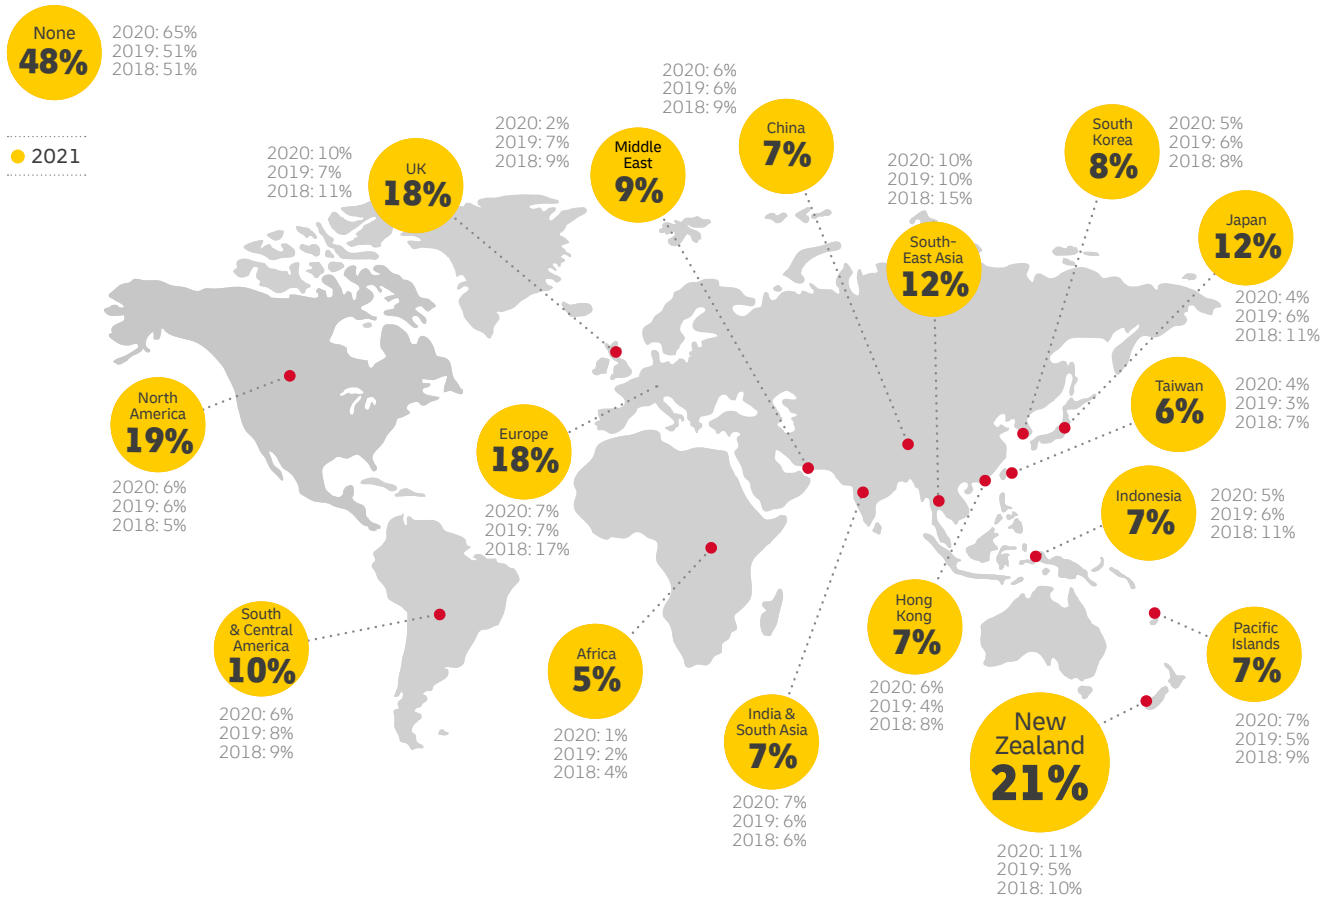 None
48%
2020: 65%
2019: 51%
2018: 51%
2021
UK
18%
2020: 10%
2019: 7%
2018: 11%
Middle
East
9%
2020: 2%
2019: 7%
2018: 9%
China
7%
2020: 6%
2019: 6%
2018: 9%
South-
East Asia
12%
2020: 10%
2019: 10%
2018: 15%
South
Korea
8%
2020: 5%
2019: 6%
2018: 8%
Japan
12%
2020: 4%
2019: 6%
2018: 11%
Taiwan
6%
2020: 4%
2019: 3%
2018: 7%
North
America
19%
2020: 6%
2019: 6%
2018: 5%
Europe
18%
2020: 7%
2019: 7%
2018: 17%
Indonesia
7%
2020: 5%
2019: 6%
2018: 11%
South
& Central
America
10%
2020: 6%
2019: 8%
2018: 9%
Africa
5%
2020: 1%
2019: 2%
2018: 4%
India &
South Asia
7%
2020: 7%
2019: 6%
2018: 6%
Hong
Kong
7%
2020: 6%
2019: 4%
2018: 8%
New
Zealand
21%
2020: 11%
2019: 5%
2018: 10%
Pacific
Islands
7%
2020: 7%
2019: 5%
2018: 9%